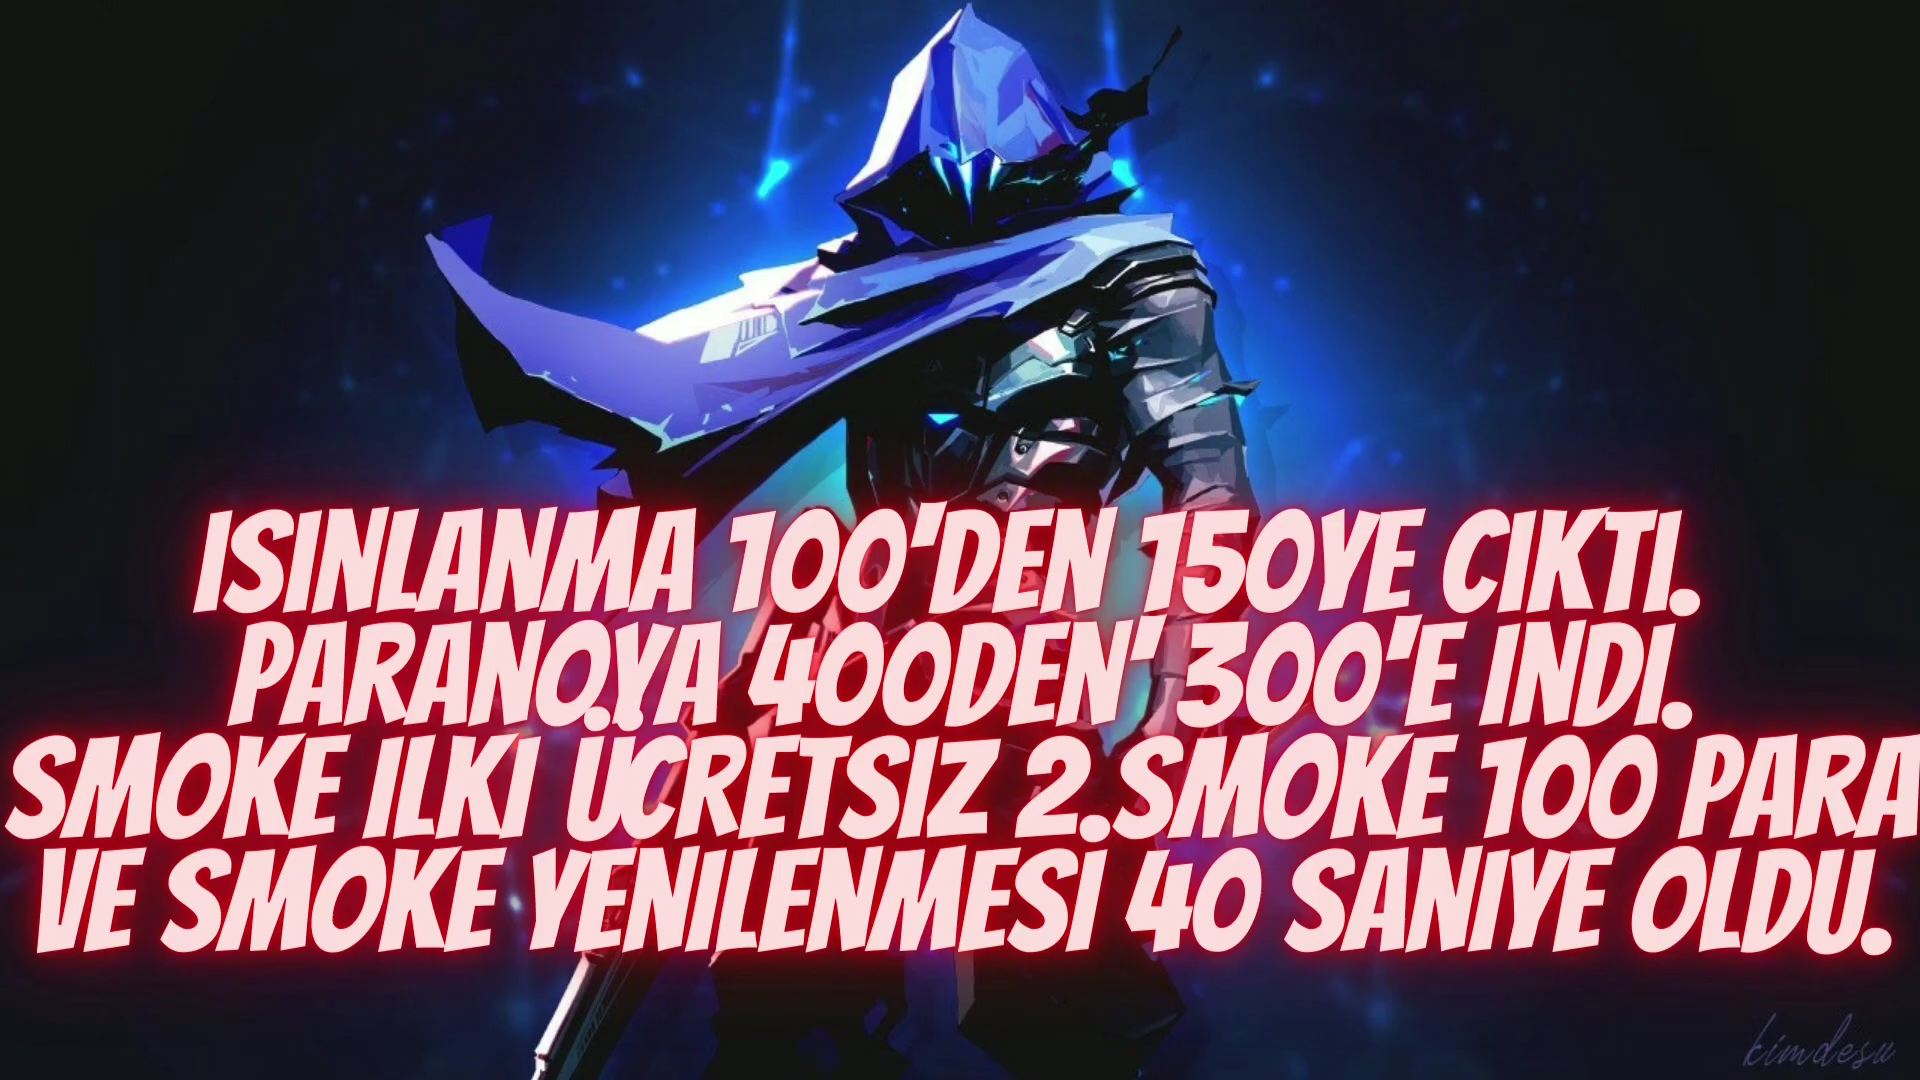 ISINLANMA 100'DEN 150YE CIKTI.
PARANOYA 400DEN' 300'E INDI.
SMOKE ILKI ÜCRETSIZ 2.SMOKE 100 PARA
VE SMOKE YENILENMESİ 40 SANIYE OLDU.
kimdesu